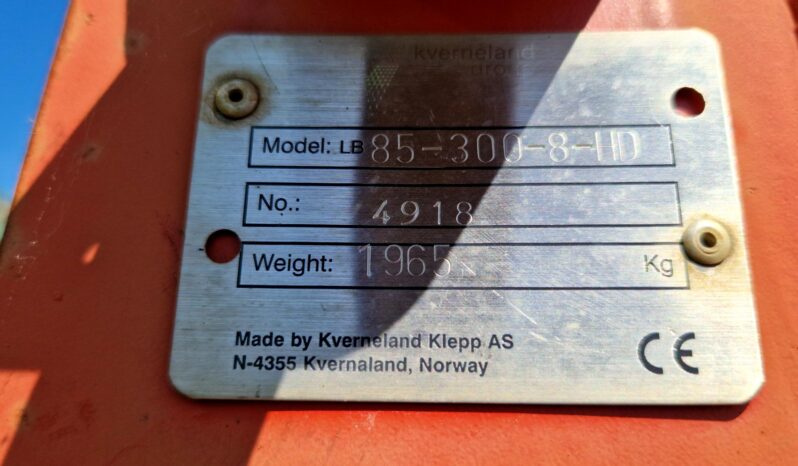 kverneland
group
Model: LB 85-300-8-HD
No.: 4918
Weight: 1965 Kg
Made by Kverneland Klepp AS
N-4355 Kvernaland, Norway
CE